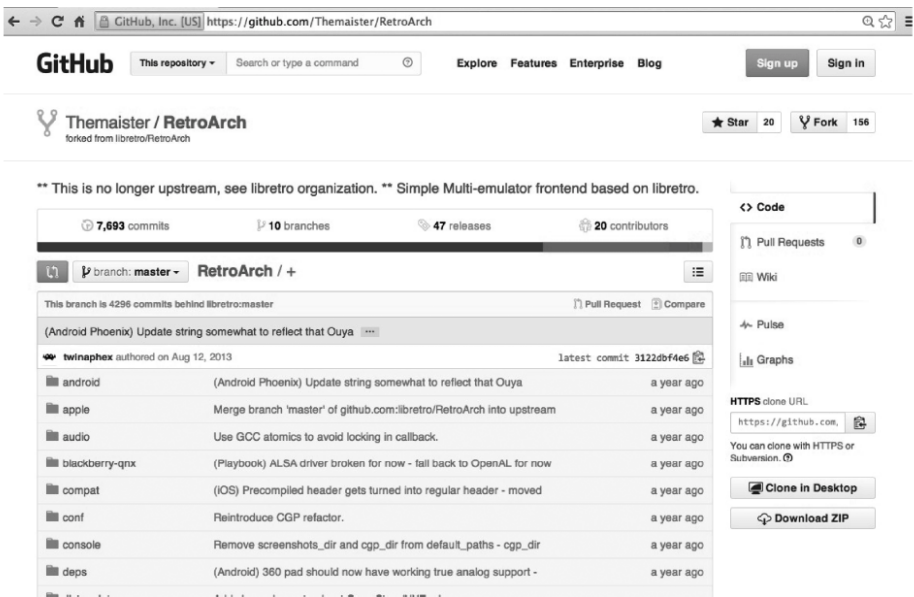 GitHub, Inc. [US] https://github.com/Themaister/RetroArch
GitHub This repository Search or type a command Explore Features Enterprise Blog Sign up Sign in
Themaister / RetroArch Star 20 Fork 156
forked from libretro/RetroArch
** This is no longer upstream, see libretro organization. ** Simple Multi-emulator frontend based on libretro.
7,693 commits 10 branches 47 releases 20 contributors
branch: master RetroArch / +
This branch is 4296 commits behind libretro:master Pull Request Compare
(Android Phoenix) Update string somewhat to reflect that Ouya ...
twinaphex authored on Aug 12, 2013 latest commit 3122dbf4e6
android (Android Phoenix) Update string somewhat to reflect that Ouya a year ago
apple Merge branch 'master' of github.com:libretro/RetroArch into upstream a year ago
audio Use GCC atomics to avoid locking in callback. a year ago
blackberry-qnx (Playbook) ALSA driver broken for now - fall back to OpenAL for now a year ago
compat (iOS) Precompiled header gets turned into regular header - moved a year ago
conf Reintroduce CGP refactor. a year ago
console Remove screenshots_dir and cgp_dir from default_paths - cgp_dir a year ago
deps (Android) 360 pad should now have working true analog support - a year ago
Code
Pull Requests 0
Wiki
Pulse
Graphs
HTTPS clone URL
https://github.com,
You can clone with HTTPS or
Subversion.
Clone in Desktop
Download ZIP